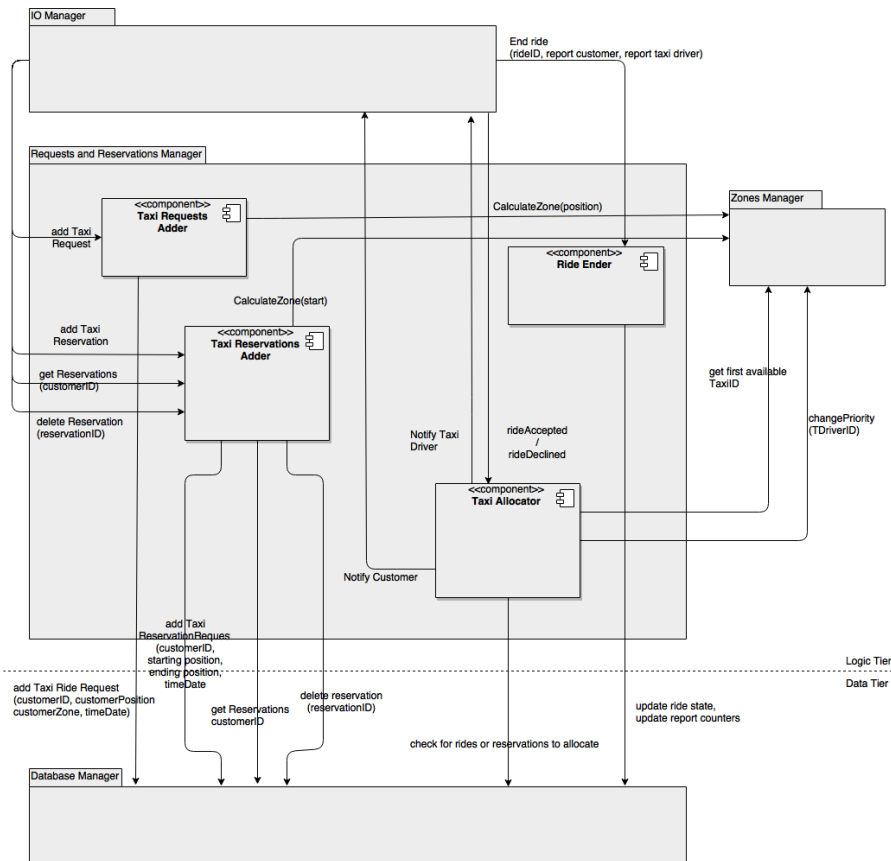 IO Manager
End ride
(rideID, report customer, report taxi driver)
Requests and Reservations Manager
<<component>>
Taxi Requests
Adder
add Taxi
Request
CalculateZone(position)
Zones Manager
<<component>>
Ride Ender
CalculateZone(start)
<<component>>
Taxi Reservations
Adder
add Taxi
Reservation
get Reservations
(customerID)
delete Reservation
(reservationID)
get first available
TaxiID
changePriority
(TDriverID)
Notify Taxi
Driver
rideAccepted
/
rideDeclined
<<component>>
Taxi Allocator
Notify Customer
add Taxi
ReservationReques
(customerID,
starting position,
ending position,
timeDate
Logic Tier
Data Tier
add Taxi Ride Request
(customerID, customerPosition
customerZone, timeDate)
get Reservations
customerID
delete reservation
(reservationID)
update ride state,
update report counters
check for rides or reservations to allocate
Database Manager